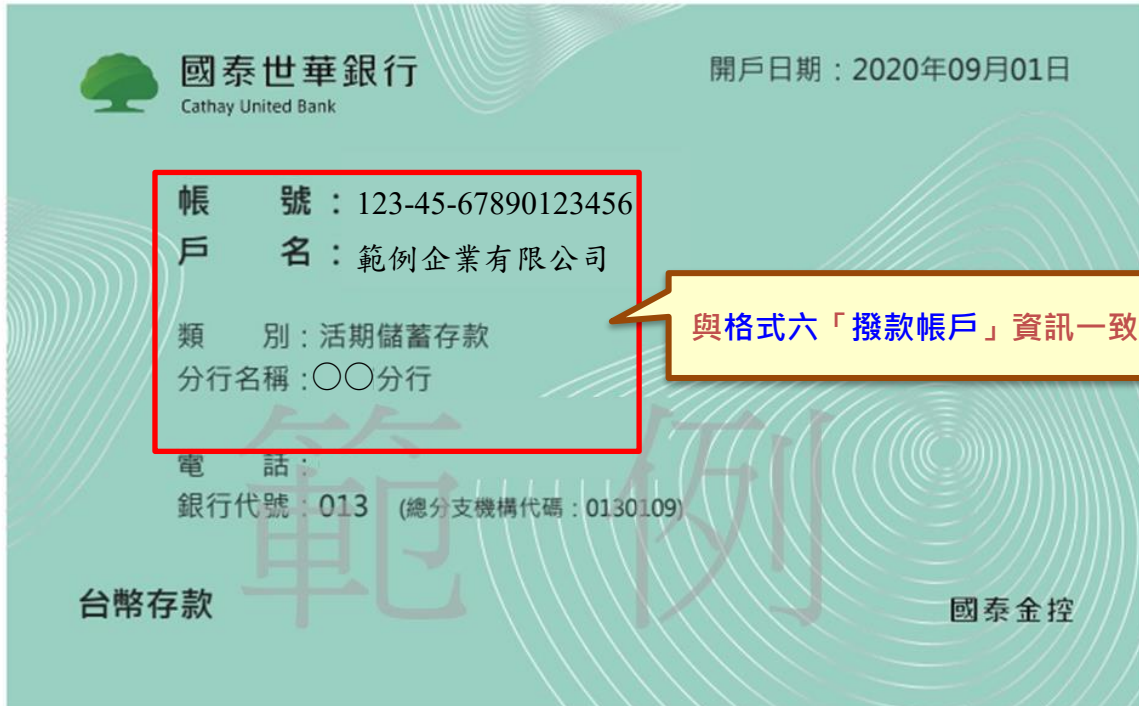 國泰世華銀行
Cathay United Bank
開戶日期：2020年09月01日
帳 號：123-45-67890123456
戶 名：範例企業有限公司
與格式六「撥款帳戶」資訊一致
類 別：活期儲蓄存款
分行名稱：○○分行
電 話：
銀行代號：013 (總分支機構代碼：0130109)
範例
台幣存款
國泰金控